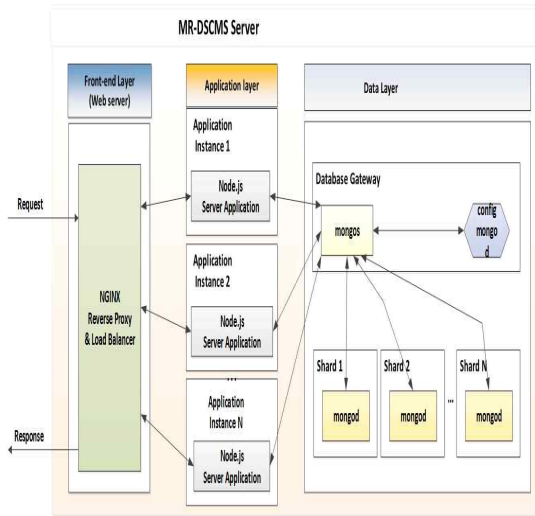 MR-DSCMS Server
Front-end Layer
(Web server)
Application layer
Data Layer
Request
Response
NGINX
Reverse Proxy
& Load Balancer
Application
Instance 1
Node.js
Server Application
Application
Instance 2
Node.js
Server Application
...
Application
Instance N
Node.js
Server Application
Database Gateway
mongos
config
mongo
d
Shard 1
mongod
Shard 2
mongod
...
Shard N
mongod